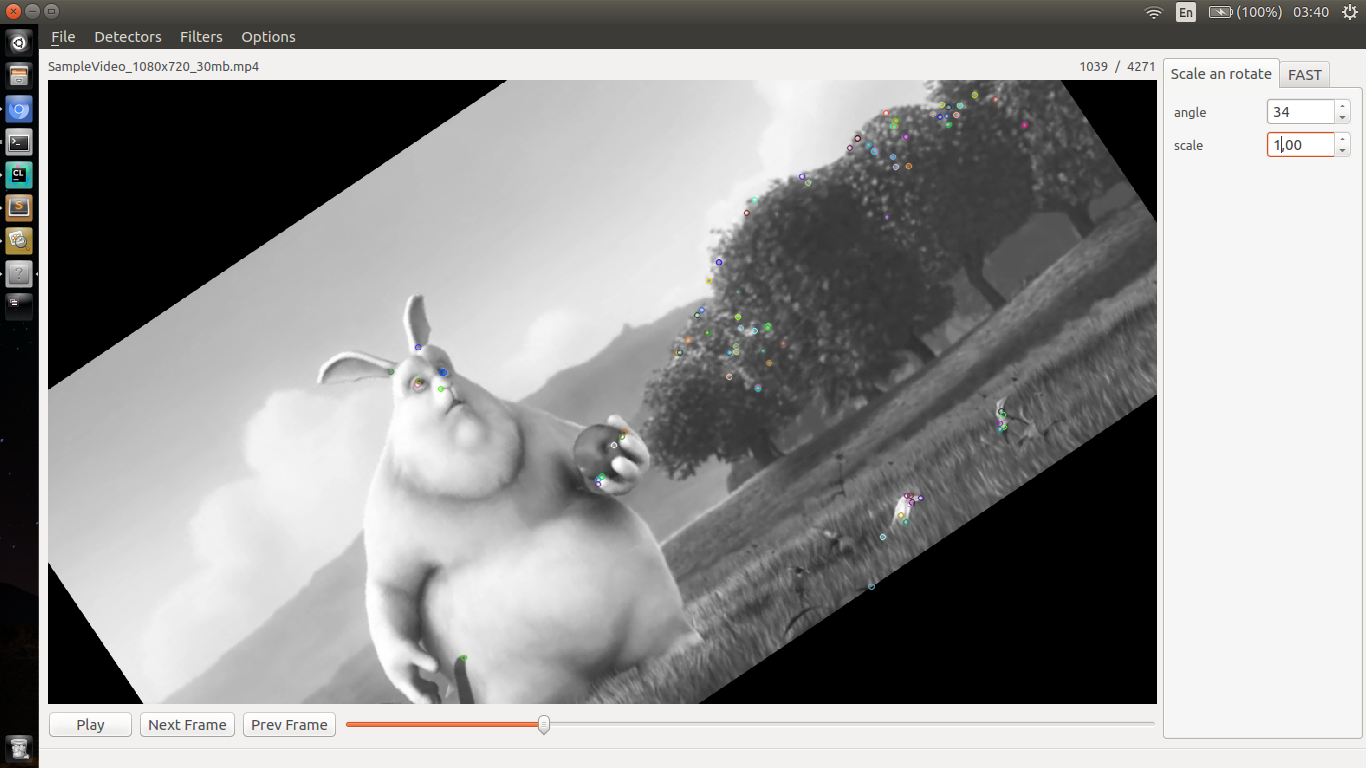 En (100%) 03:40
File Detectors Filters Options
SampleVideo_1080x720_30mb.mp4 1039 / 4271
Scale an rotate FAST
angle 34
scale 1,00
CL
S
?
Play Next Frame Prev Frame